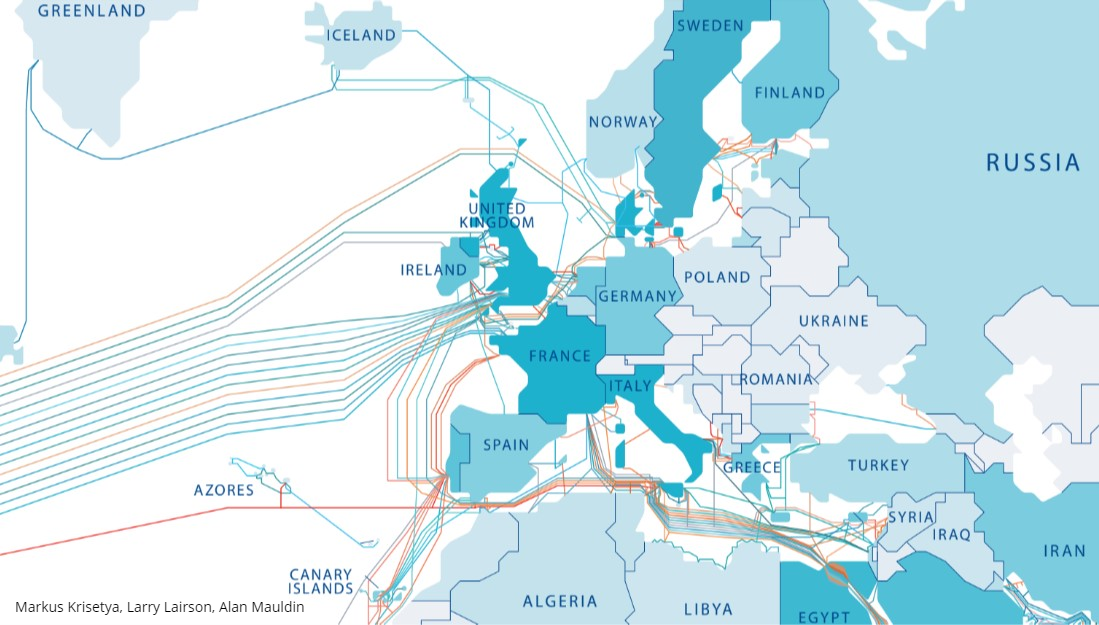 GREENLAND
ICELAND
SWEDEN
FINLAND
NORWAY
RUSSIA
UNITED
KINGDOM
IRELAND
POLAND
GERMANY
UKRAINE
FRANCE
ITALY
ROMANIA
SPAIN
GREECE
TURKEY
AZORES
SYRIA
IRAQ
IRAN
CANARY
ISLANDS
ALGERIA
LIBYA
EGYPT
Markus Krisetya, Larry Lairson, Alan Mauldin